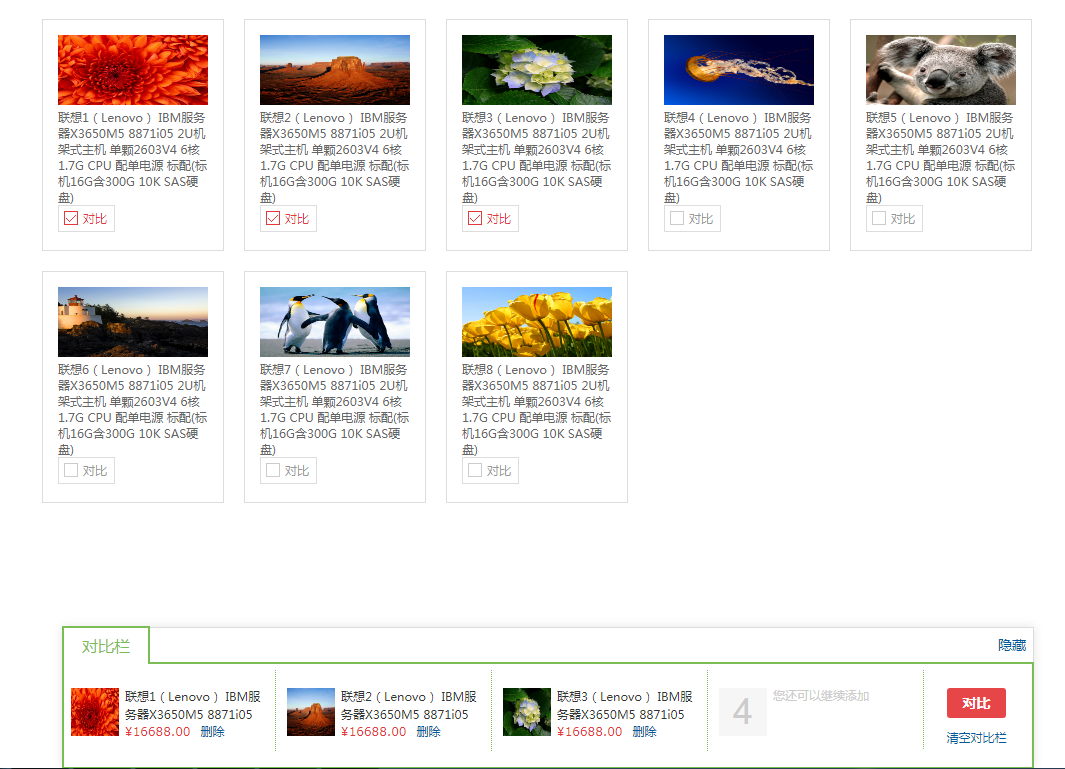 联想1（Lenovo ） IBM服务
器X3650M5 8871i05 2U机
架式主机 单颗2603V4 6核
1.7G CPU 配单电源 标配(标
机16G含300G 10K SAS硬
盘)
对比
联想2（Lenovo ） IBM服务
器X3650M5 8871i05 2U机
架式主机 单颗2603V4 6核
1.7G CPU 配单电源 标配(标
机16G含300G 10K SAS硬
盘)
对比
联想3（Lenovo ） IBM服务
器X3650M5 8871i05 2U机
架式主机 单颗2603V4 6核
1.7G CPU 配单电源 标配(标
机16G含300G 10K SAS硬
盘)
对比
联想4（Lenovo ） IBM服务
器X3650M5 8871i05 2U机
架式主机 单颗2603V4 6核
1.7G CPU 配单电源 标配(标
机16G含300G 10K SAS硬
盘)
对比
联想5（Lenovo ） IBM服务
器X3650M5 8871i05 2U机
架式主机 单颗2603V4 6核
1.7G CPU 配单电源 标配(标
机16G含300G 10K SAS硬
盘)
对比
联想6（Lenovo ） IBM服务
器X3650M5 8871i05 2U机
架式主机 单颗2603V4 6核
1.7G CPU 配单电源 标配(标
机16G含300G 10K SAS硬
盘)
对比
联想7（Lenovo ） IBM服务
器X3650M5 8871i05 2U机
架式主机 单颗2603V4 6核
1.7G CPU 配单电源 标配(标
机16G含300G 10K SAS硬
盘)
对比
联想8（Lenovo ） IBM服务
器X3650M5 8871i05 2U机
架式主机 单颗2603V4 6核
1.7G CPU 配单电源 标配(标
机16G含300G 10K SAS硬
盘)
对比
对比栏
隐藏
联想1（Lenovo ） IBM服
务器X3650M5 8871i05
¥16688.00 删除
联想2（Lenovo ） IBM服
务器X3650M5 8871i05
¥16688.00 删除
联想3（Lenovo ） IBM服
务器X3650M5 8871i05
¥16688.00 删除
4
您还可以继续添加
对比
清空对比栏